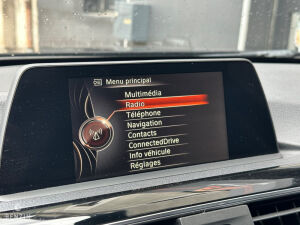 Menu principal
Multimédia
Radio
Téléphone
Navigation
Contacts
ConnectedDrive
Info véhicule
Réglages